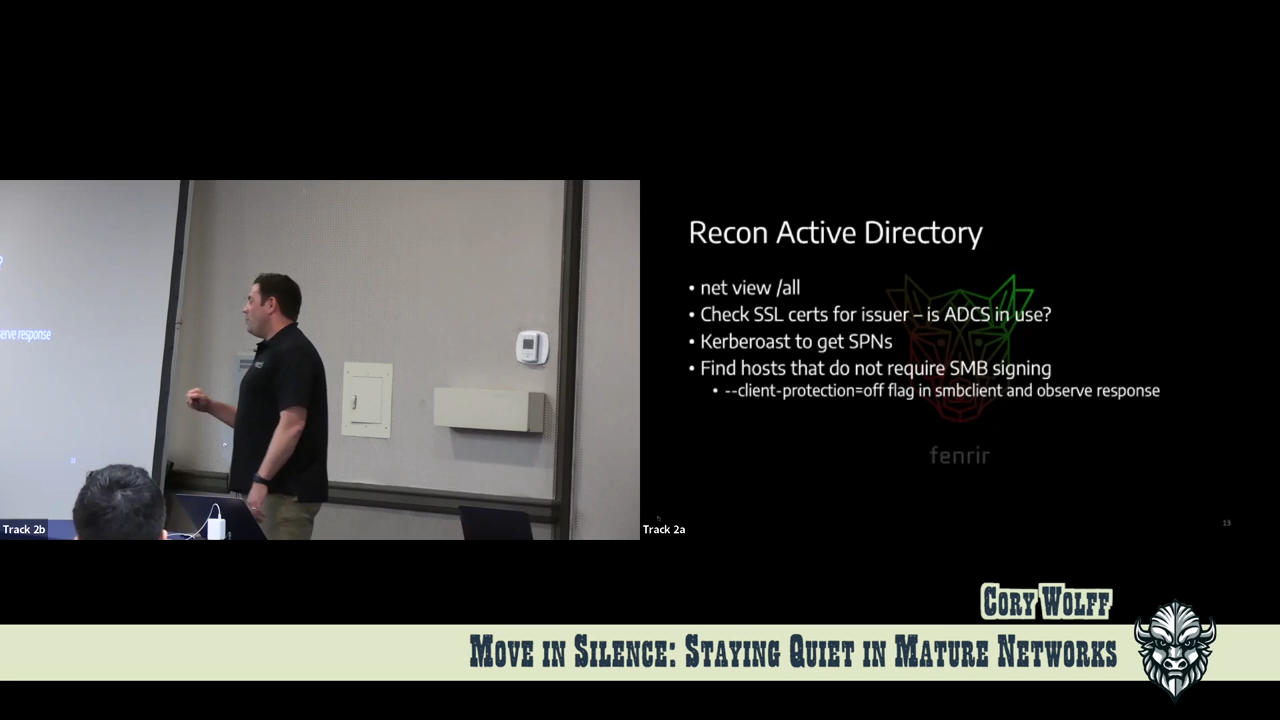 ?
serve response
Track 2b
Recon Active Directory
• net view /all
• Check SSL certs for issuer – is ADCS in use?
• Kerberoast to get SPNs
• Find hosts that do not require SMB signing
• --client-protection=off flag in smbclient and observe response
fenrir
13
Track 2a
Cory Wolff
Move in Silence: Staying Quiet in Mature Networks